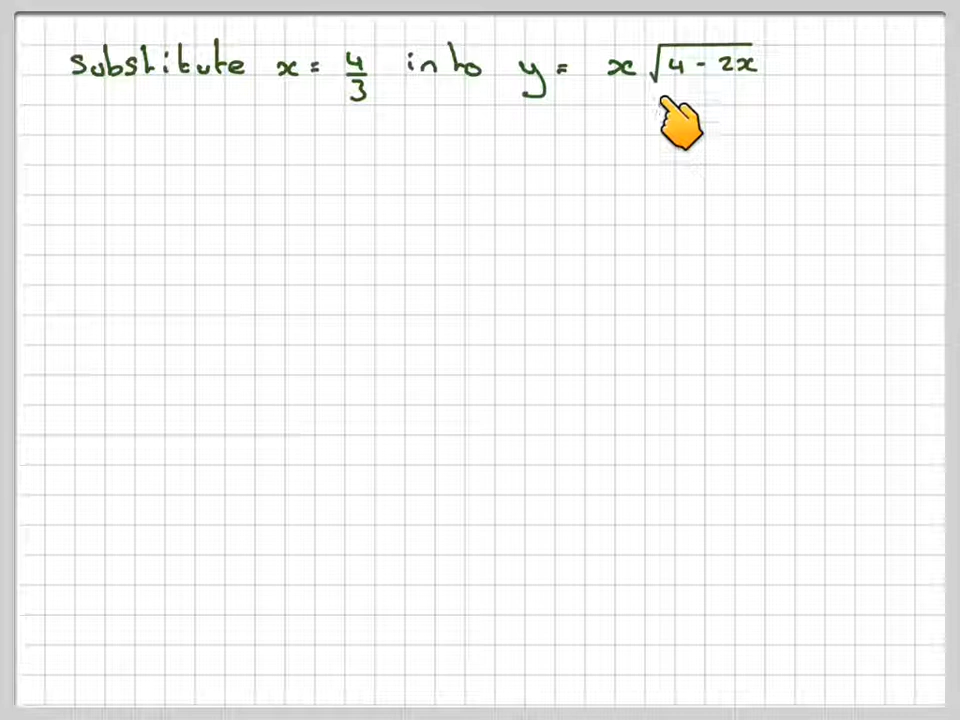 substitute x = 4/3 into y = x √(4 - 2x)